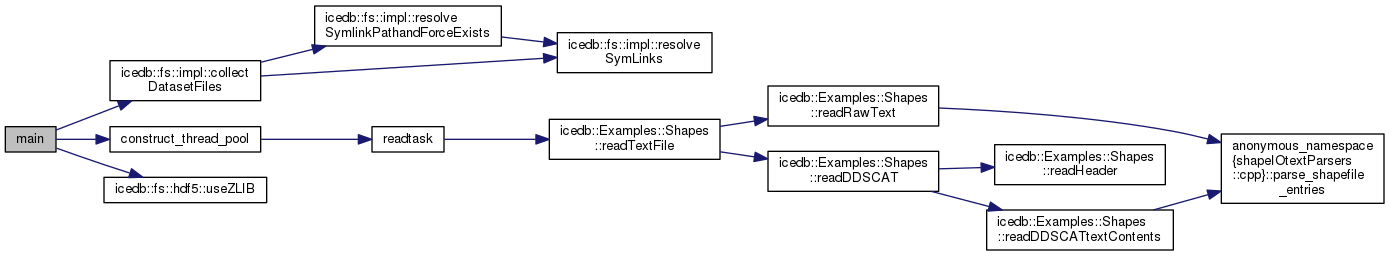 main
icedb::fs::impl::collect
DatasetFiles
icedb::fs::impl::resolve
SymlinkPathandForceExists
icedb::fs::impl::resolve
SymLinks
construct_thread_pool
readtask
icedb::Examples::Shapes
::readTextFile
icedb::Examples::Shapes
::readRawText
icedb::Examples::Shapes
::readDDSCAT
icedb::Examples::Shapes
::readHeader
icedb::Examples::Shapes
::readDDSCATtextContents
anonymous_namespace
{shapeIOtextParsers
::cpp}::parse_shapefile
_entries
icedb::fs::hdf5::useZLIB